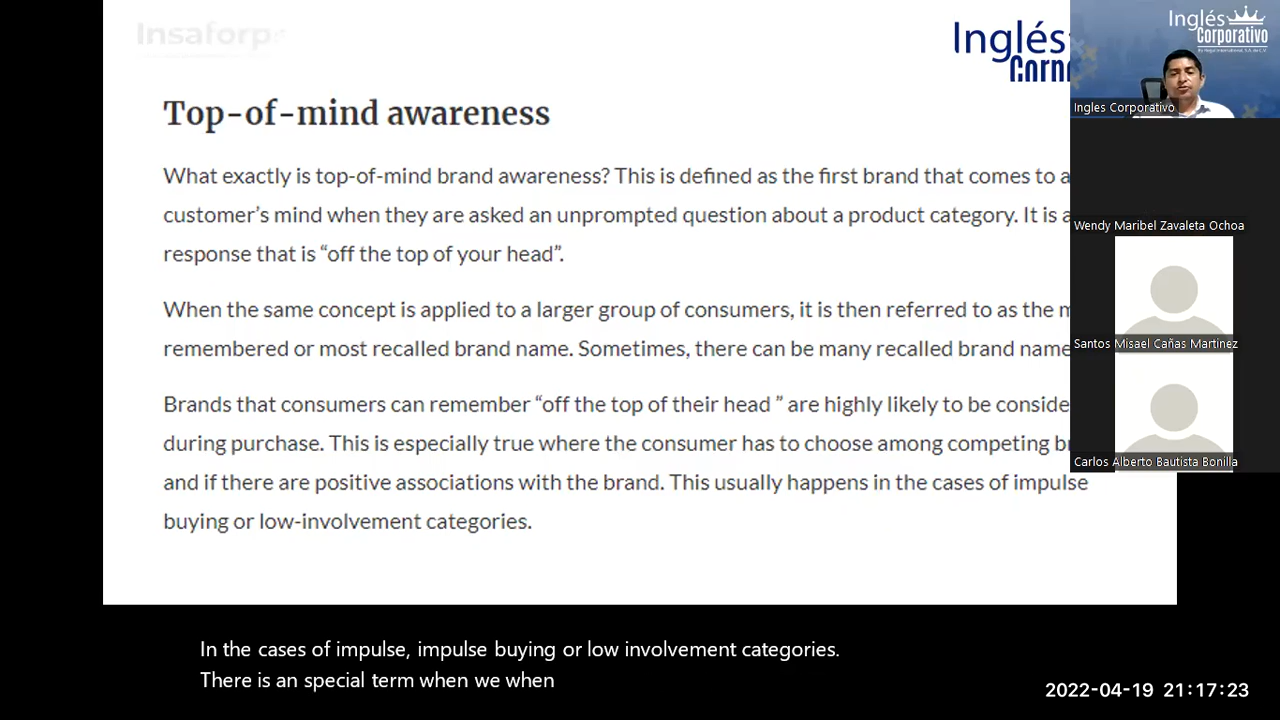 Insaforp
Inglés
Corporativo
Inglés
Top-of-mind awareness
Ingles Corporativo
What exactly is top-of-mind brand awareness? This is defined as the first brand that comes to a
customer’s mind when they are asked an unprompted question about a product category. It is a
Wendy Maribel Zavaleta Ochoa
response that is “off the top of your head”.
When the same concept is applied to a larger group of consumers, it is then referred to as the
remembered or most recalled brand name. Sometimes, there can be many recalled brand name
Santos Misael Cañas Martinez
Brands that consumers can remember “off the top of their head ” are highly likely to be
during purchase. This is especially true where the consumer has to choose among competing
Carlos Alberto Bautista Bonilla
and if there are positive associations with the brand. This usually happens in the cases of impulse
buying or low-involvement categories.
In the cases of impulse, impulse buying or low involvement categories.
There is an special term when we when
2022-04-19 21:17:23